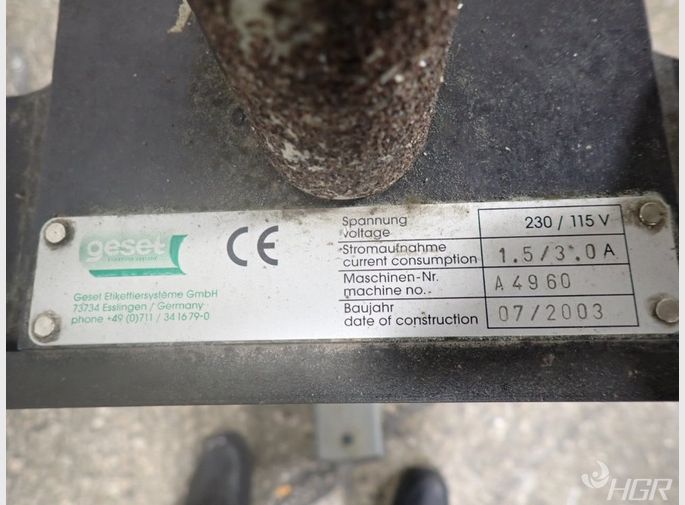 geset
Geset Etikettiersysteme GmbH
73734 Esslingen / Germany
phone +49 (0)711 / 34 16 79-0
CE
Spannung
voltage
230 / 115 V
Stromaufnahme
current consumption
1.5/3.0 A
Maschinen-Nr.
machine no.
A4960
Baujahr
date of construction
07/2003
HGR